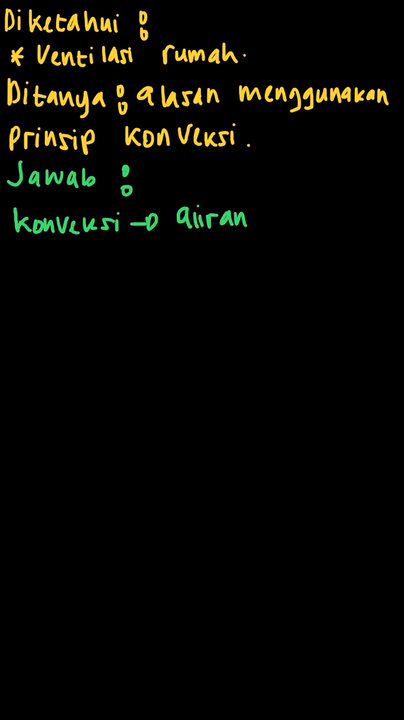 Diketahui :
* Ventilasi rumah.
Ditanya : alasan menggunakan
Prinsip konveksi.
Jawab :
konveksi → aliran